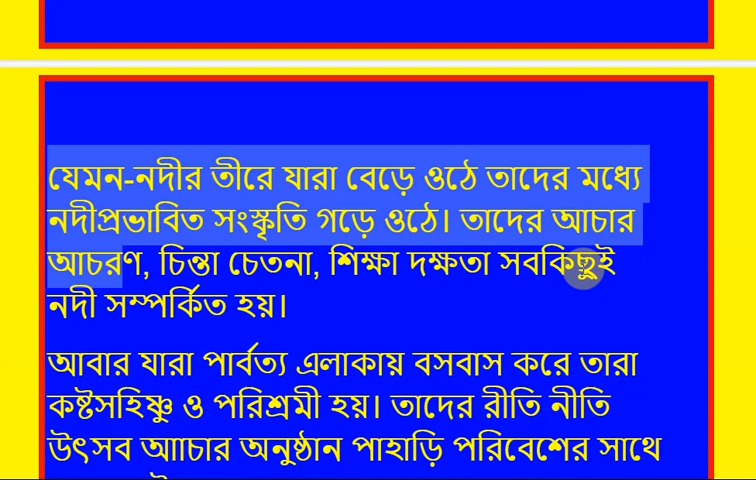 যেমন-নদীর তীরে যারা বেড়ে ওঠে তাদের মধ্যে
নদীপ্রভাবিত সংস্কৃতি গড়ে ওঠে। তাদের আচার
আচরণ, চিন্তা চেতনা, শিক্ষা দক্ষতা সবকিছুই
নদী সম্পর্কিত হয়।
আবার যারা পার্বত্য এলাকায় বসবাস করে তারা
কষ্টসহিষ্ণু ও পরিশ্রমী হয়। তাদের রীতি নীতি
উৎসব আাচার অনুষ্ঠান পাহাড়ি পরিবেশের সাথে